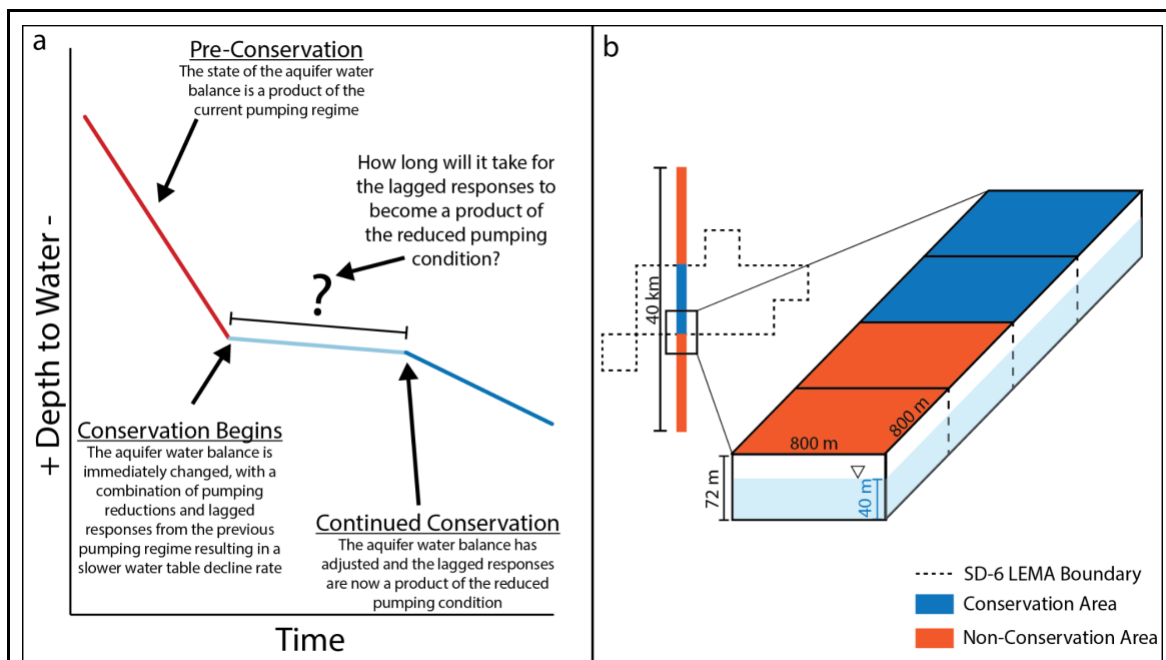 a
Pre-Conservation
The state of the aquifer water
balance is a product of the
current pumping regime
How long will it take for
the lagged responses to
become a product of
the reduced pumping
condition?
?
+ Depth to Water -
Conservation Begins
The aquifer water balance is
immediately changed, with a
combination of pumping
reductions and lagged
responses from the previous
pumping regime resulting in a
slower water table decline rate
Continued Conservation
The aquifer water balance has
adjusted and the lagged responses
are now a product of the reduced
pumping condition
Time
b
40 km
800 m
800 m
72 m
40 m
SD-6 LEMA Boundary
Conservation Area
Non-Conservation Area